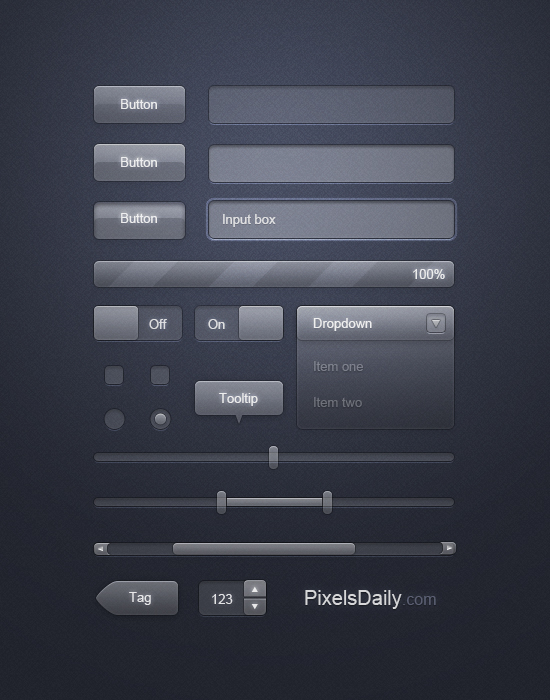 Button
Button
Button
Input box
100%
Off
On
Dropdown
Item one
Item two
Tooltip
Tag
123
PixelsDaily.com